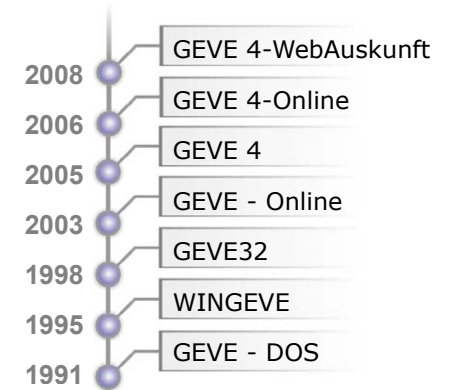 GEVE 4-WebAuskunft
2008
GEVE 4-Online
2006
GEVE 4
2005
GEVE - Online
2003
GEVE32
1998
WINGEVE
1995
GEVE - DOS
1991